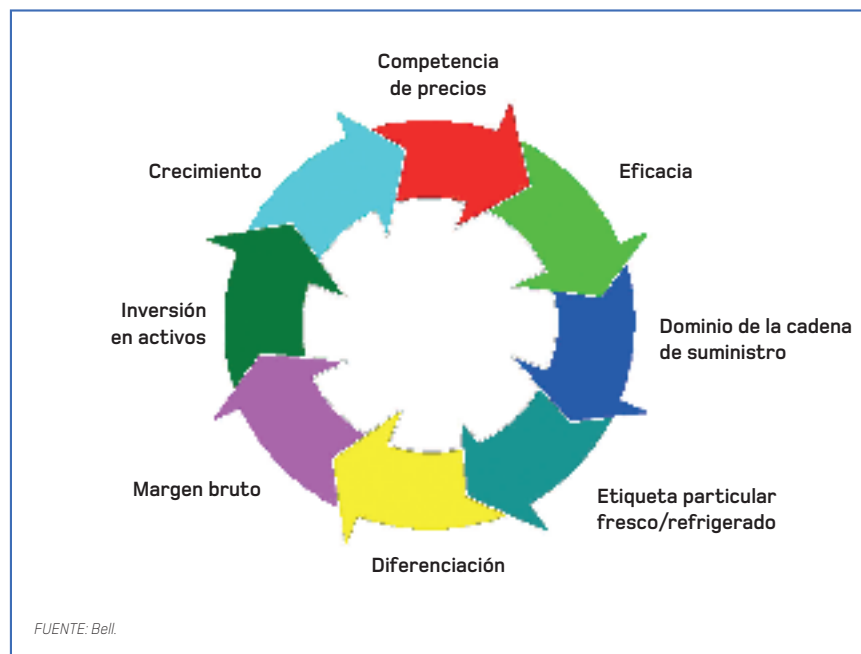 Competencia
de precios
Eficacia
Dominio de la cadena
de suministro
Etiqueta particular
fresco/refrigerado
Diferenciación
Margen bruto
Inversión
en activos
Crecimiento
FUENTE: Bell.